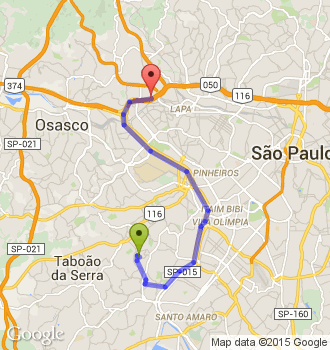 374
050
116
LAPA
Osasco
São Paulo
SP-021
PINHEIROS
ITAIM BIBI
VILA OLÍMPIA
116
SP-021
Taboão
da Serra
SP-015
SP-160
SANTO AMARO
Google
Map data ©2015 Google